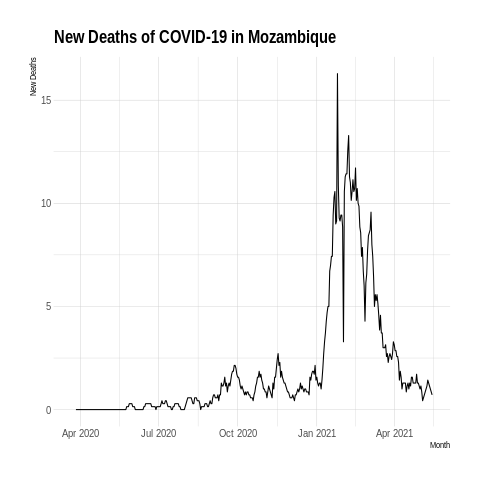 New Deaths of COVID-19 in Mozambique
New Deaths
15
10
5
0
Apr 2020 Jul 2020 Oct 2020 Jan 2021 Apr 2021
Month